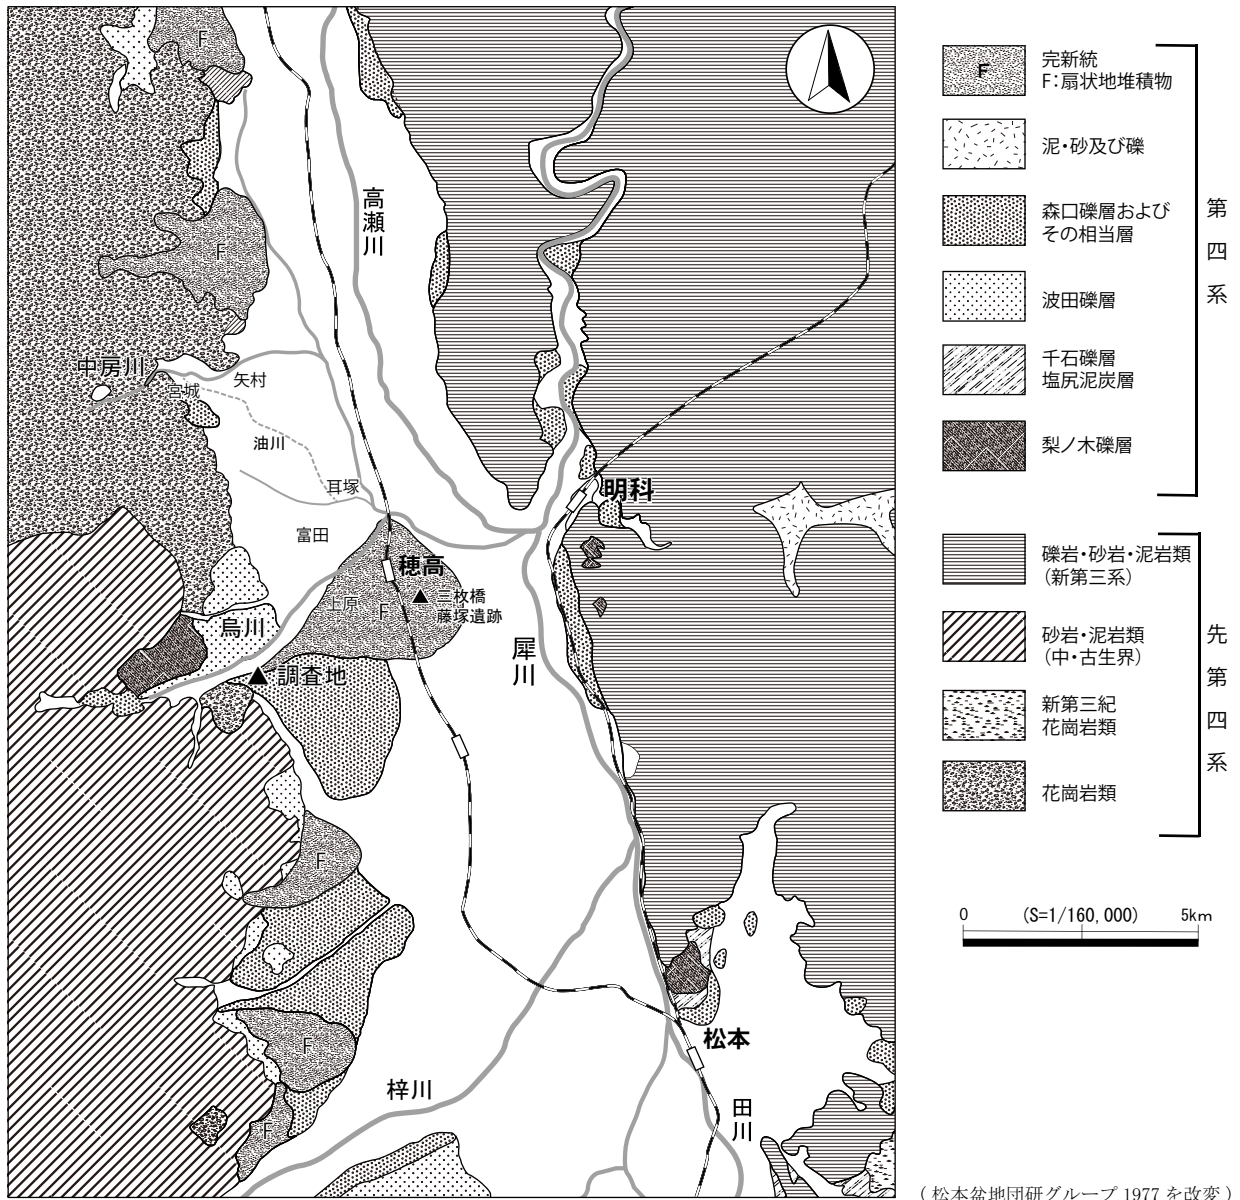 F
高瀬川
F
中房川
宮城
矢村
油川
耳塚
富田
明科
穂高
上原
F
三枚橋
藤塚遺跡
烏川
調査地
犀川
F
F
松本
梓川
田川
F
F
完新統
F:扇状地堆積物
泥・砂及び礫
森口礫層および
その相当層
波田礫層
千石礫層
塩尻泥炭層
梨ノ木礫層
第四系
礫岩・砂岩・泥岩類
(新第三系)
砂岩・泥岩類
(中・古生界)
新第三紀
花崗岩類
花崗岩類
先第四系
0 (S=1/160,000) 5km
(松本盆地団研グループ 1977 を改変)